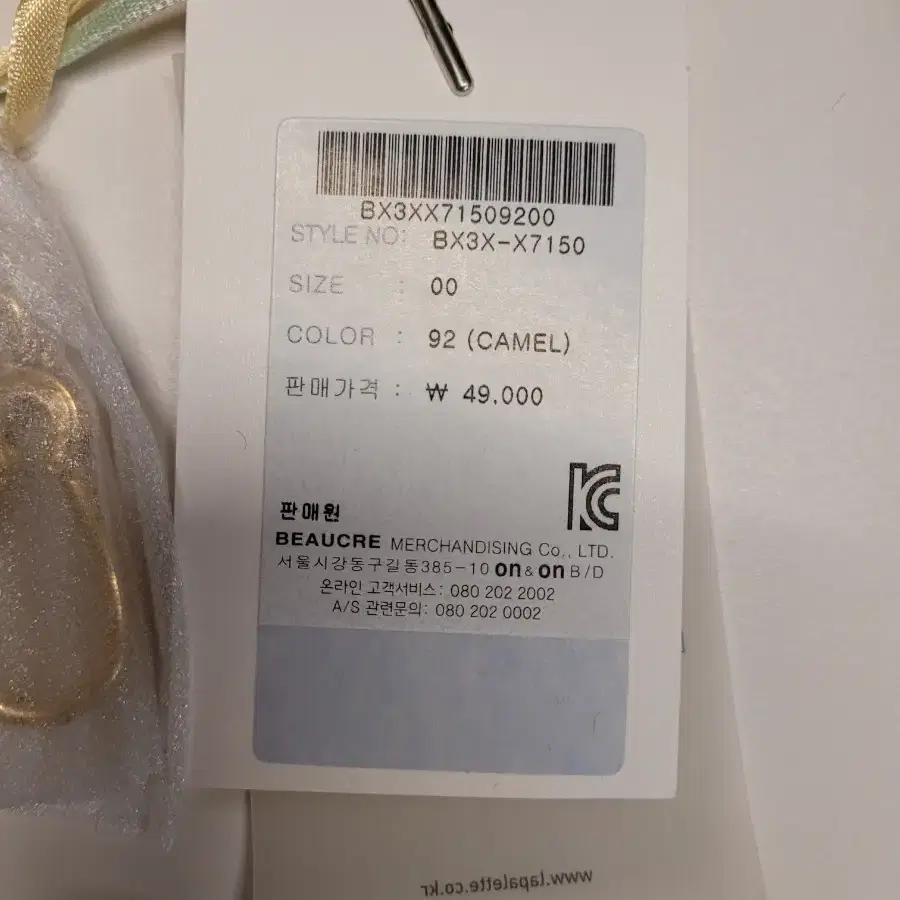 BX3XX71509200
STYLE NO: BX3X-X7150
SIZE : 00
COLOR : 92 (CAMEL)
판매가격 : ₩ 49,000
판매원
BEAUCRE MERCHANDISING Co., LTD.
서울시강동구길동385-10 on&on B/D
온라인 고객서비스: 080 202 2002
A/S 관련문의: 080 202 0002
www.lapalette.co.kr